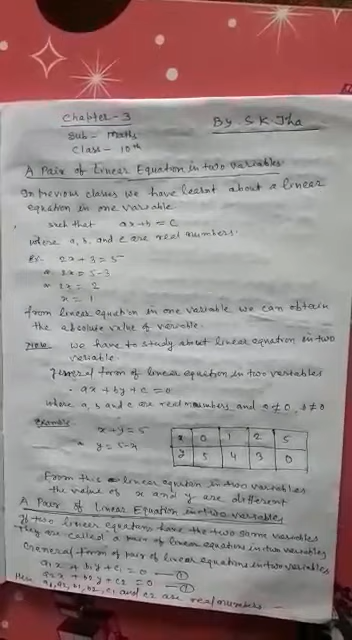 Chapter-3
By S.K.Jha
Sub- Maths
Class- 10th
A Pair of Linear Equation in two variables
In previous classes we have learnt about a linear
equation in one variable
such that ax+b = c
where a, b, and c are real numbers.
Ex- 2x+3 = 5
2x = 5-3
2x = 2
x = 1
from linear equation in one variable we can obtain
the absolute value of variable.
Now we have to study about linear equation in two
variable.
General form of linear equation in two variables
ax + by + c = 0
where a, b and c are real numbers and a≠0, b≠0
Example x+y = 5
y = 5-x
x 0 1 2 5
y 5 4 3 0
From the linear equation in two variables
the value of x and y are different
A Pair of Linear Equation in two variables
If two linear equations have the two same variables
They are called a pair of linear equations in two variables
General form of pair of linear equations in two variables
a1x + b1y + c1 = 0 - ①
a2x + b2y + c2 = 0 - ②
Here a1, a2, b1, b2, c1 and c2 are real numbers